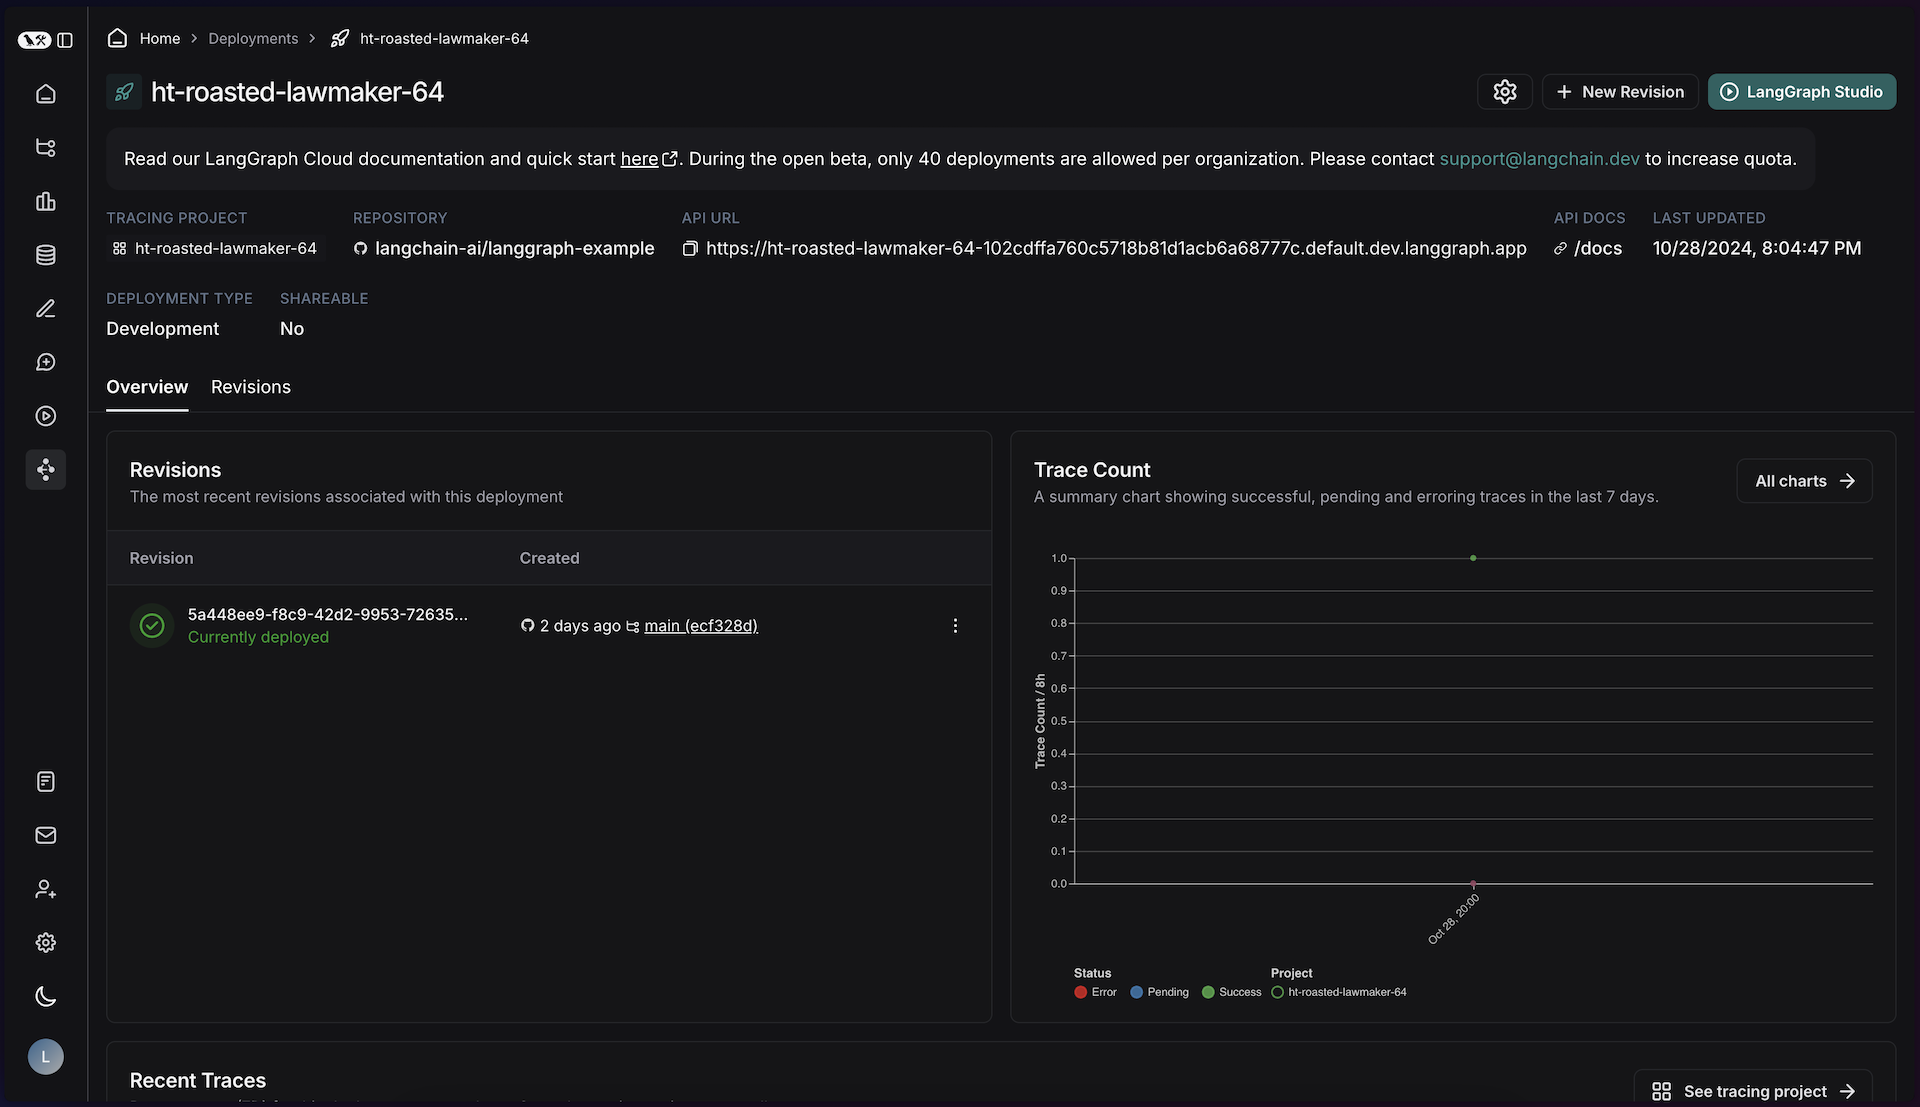 Home > Deployments > ht-roasted-lawmaker-64
ht-roasted-lawmaker-64
New Revision
LangGraph Studio
Read our LangGraph Cloud documentation and quick start here. During the open beta, only 40 deployments are allowed per organization. Please contact support@langchain.dev to increase quota.
TRACING PROJECT
ht-roasted-lawmaker-64
REPOSITORY
langchain-ai/langgraph-example
API URL
https://ht-roasted-lawmaker-64-102cdffa760c5718b81d1acb6a68777c.default.dev.langgraph.app
API DOCS
/docs
LAST UPDATED
10/28/2024, 8:04:47 PM
DEPLOYMENT TYPE
Development
SHAREABLE
No
Overview
Revisions
Revisions
The most recent revisions associated with this deployment
Revision
Created
5a448ee9-f8c9-42d2-9953-72635...
Currently deployed
2 days ago main (ecf328d)
Trace Count
A summary chart showing successful, pending and erroring traces in the last 7 days.
All charts
Trace Count / 8h
1.0
0.9
0.8
0.7
0.6
0.5
0.4
0.3
0.2
0.1
0.0
Oct 28, 20:00
Status
Error
Pending
Success
Project
ht-roasted-lawmaker-64
L
Recent Traces
See tracing project